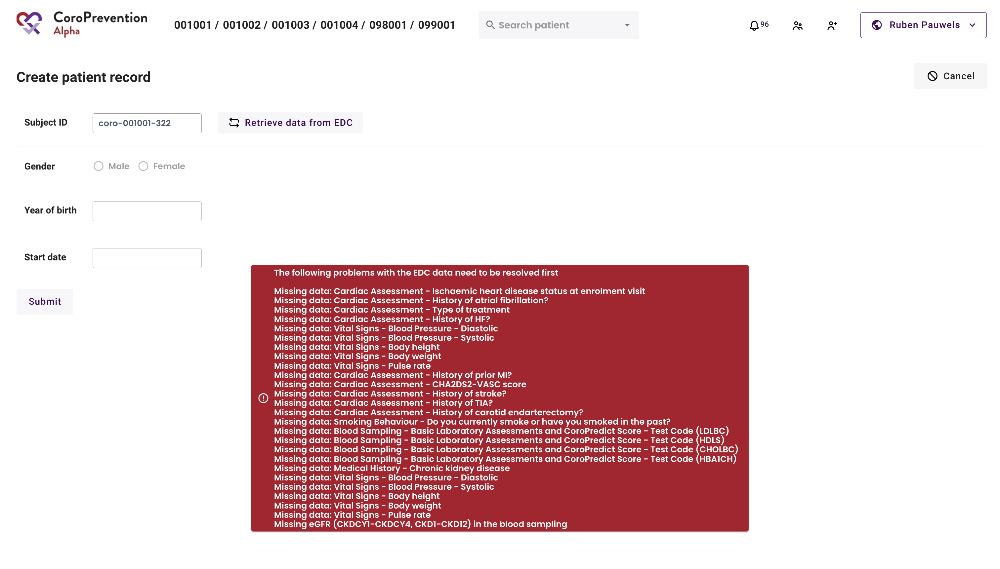 CoroPrevention
Alpha
001001 / 001002 / 001003 / 001004 / 098001 / 099001
Search patient
96
Ruben Pauwels
Create patient record
Cancel
Subject ID
coro-001001-322
Retrieve data from EDC
Gender
Male
Female
Year of birth
Start date
Submit
The following problems with the EDC data need to be resolved first
Missing data: Cardiac Assessment - Ischaemic heart disease status at enrolment visit
Missing data: Cardiac Assessment - History of atrial fibrillation?
Missing data: Cardiac Assessment - Type of treatment
Missing data: Cardiac Assessment - History of HF?
Missing data: Vital Signs - Blood Pressure - Diastolic
Missing data: Vital Signs - Blood Pressure - Systolic
Missing data: Vital Signs - Body height
Missing data: Vital Signs - Body weight
Missing data: Vital Signs - Pulse rate
Missing data: Cardiac Assessment - History of prior MI?
Missing data: Cardiac Assessment - CHA2DS2-VASC score
Missing data: Cardiac Assessment - History of stroke?
Missing data: Cardiac Assessment - History of TIA?
Missing data: Cardiac Assessment - History of carotid endarterectomy?
Missing data: Smoking Behaviour - Do you currently smoke or have you smoked in the past?
Missing data: Blood Sampling - Basic Laboratory Assessments and CoroPredict Score - Test Code (LDLBC)
Missing data: Blood Sampling - Basic Laboratory Assessments and CoroPredict Score - Test Code (HDLS)
Missing data: Blood Sampling - Basic Laboratory Assessments and CoroPredict Score - Test Code (CHOLBC)
Missing data: Blood Sampling - Basic Laboratory Assessments and CoroPredict Score - Test Code (HBA1CH)
Missing data: Medical History - Chronic kidney disease
Missing data: Vital Signs - Blood Pressure - Diastolic
Missing data: Vital Signs - Blood Pressure - Systolic
Missing data: Vital Signs - Body height
Missing data: Vital Signs - Body weight
Missing data: Vital Signs - Pulse rate
Missing eGFR (CKDCY1-CKDCY4, CKD1-CKD12) in the blood sampling